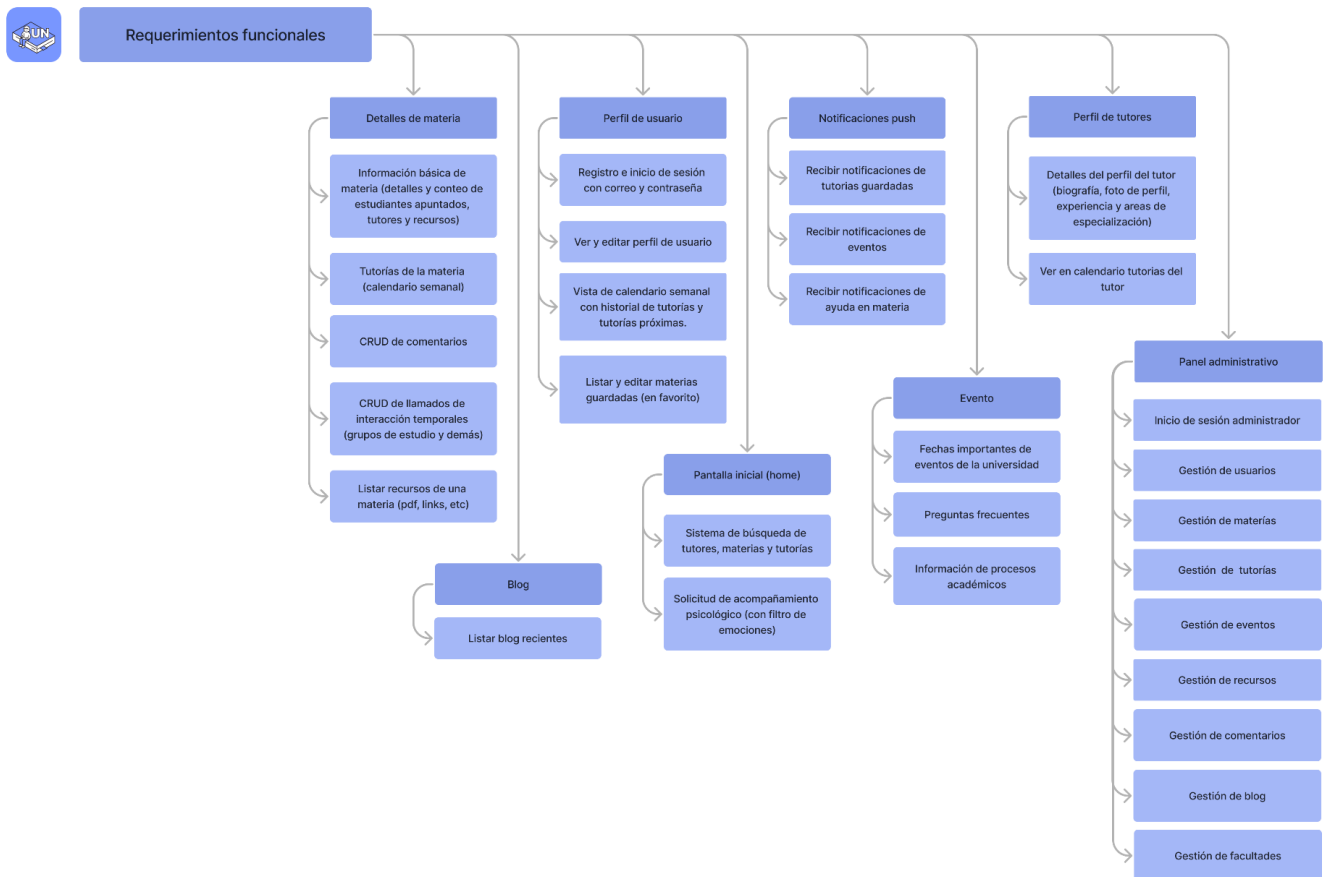 UN
Requerimientos funcionales
Detalles de materia
Información básica de
materia (detalles y conteo de
estudiantes apuntados,
tutores y recursos)
Tutorías de la materia
(calendario semanal)
CRUD de comentarios
CRUD de llamados de
interacción temporales
(grupos de estudio y demás)
Listar recursos de una
materia (pdf, links, etc)
Blog
Listar blog recientes
Perfil de usuario
Registro e inicio de sesión
con correo y contraseña
Ver y editar perfil de usuario
Vista de calendario semanal
con historial de tutorías y
tutorías próximas.
Listar y editar materias
guardadas (en favorito)
Pantalla inicial (home)
Sistema de búsqueda de
tutores, materias y tutorías
Solicitud de acompañamiento
psicológico (con filtro de
emociones)
Notificaciones push
Recibir notificaciones de
tutorias guardadas
Recibir notificaciones de
eventos
Recibir notificaciones de
ayuda en materia
Evento
Fechas importantes de
eventos de la universidad
Preguntas frecuentes
Información de procesos
académicos
Perfil de tutores
Detalles del perfil del tutor
(biografía, foto de perfil,
experiencia y areas de
especialización)
Ver en calendario tutorias del
tutor
Panel administrativo
Inicio de sesión administrador
Gestión de usuarios
Gestión de materías
Gestión de tutorías
Gestión de eventos
Gestión de recursos
Gestión de comentarios
Gestión de blog
Gestión de facultades